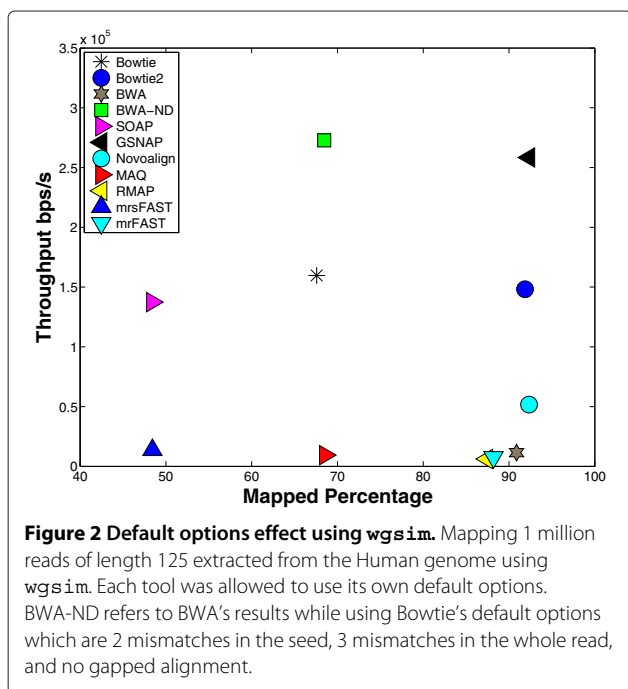 x 10^5
3.5
3
2.5
2
1.5
1
0.5
0
Throughput bps/s
Bowtie
Bowtie2
BWA
BWA−ND
SOAP
GSNAP
Novoalign
MAQ
RMAP
mrsFAST
mrFAST
40 50 60 70 80 90 100
Mapped Percentage
Figure 2 Default options effect using wgsim. Mapping 1 million
reads of length 125 extracted from the Human genome using
wgsim. Each tool was allowed to use its own default options.
BWA-ND refers to BWA's results while using Bowtie's default options
which are 2 mismatches in the seed, 3 mismatches in the whole read,
and no gapped alignment.